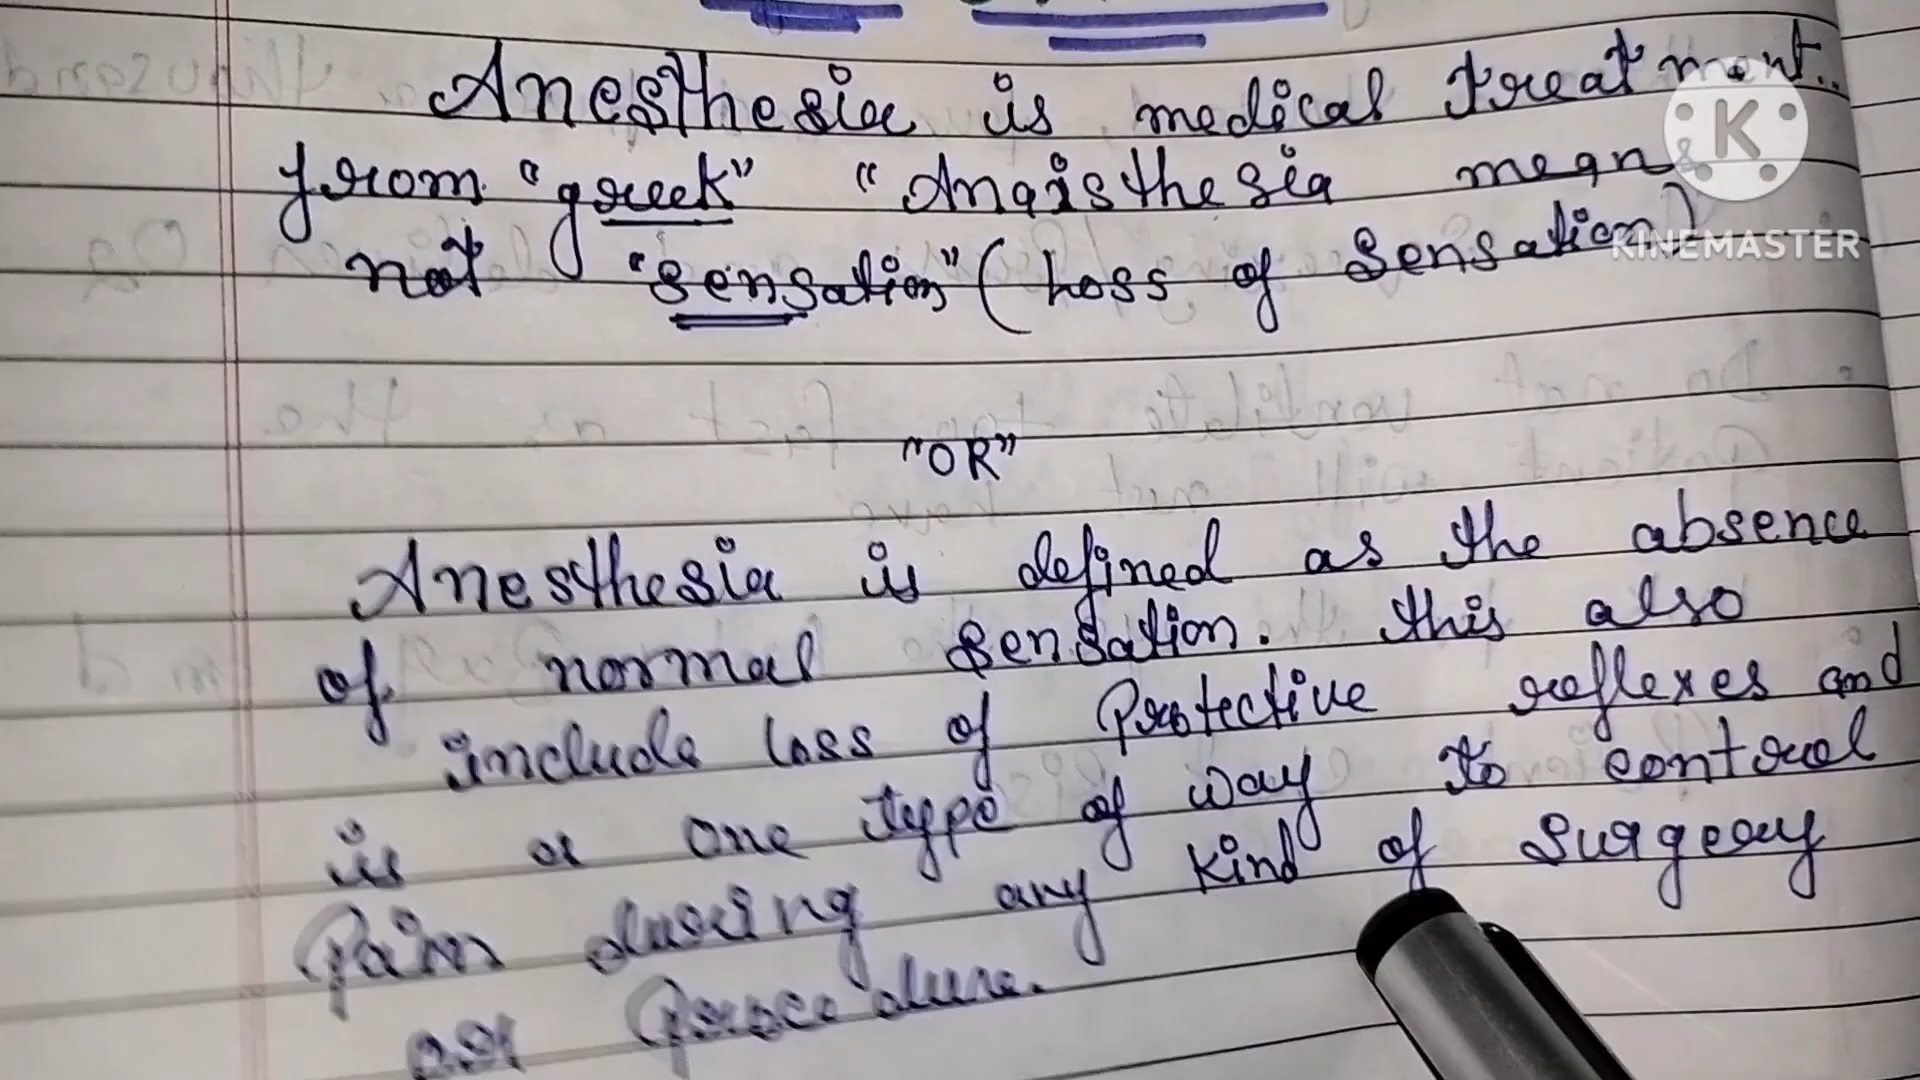 Anesthesia is medical treatment.
from "greek" "Anaisthesia means
not "sensation" (Loss of Sensation)
"OR"
Anesthesia is defined as the absence
of normal sensation. this also
include loss of Protective reflexes and
is a one type of way to control
Pain during any kind of surgery
or Procedure.
K
KINEMASTER